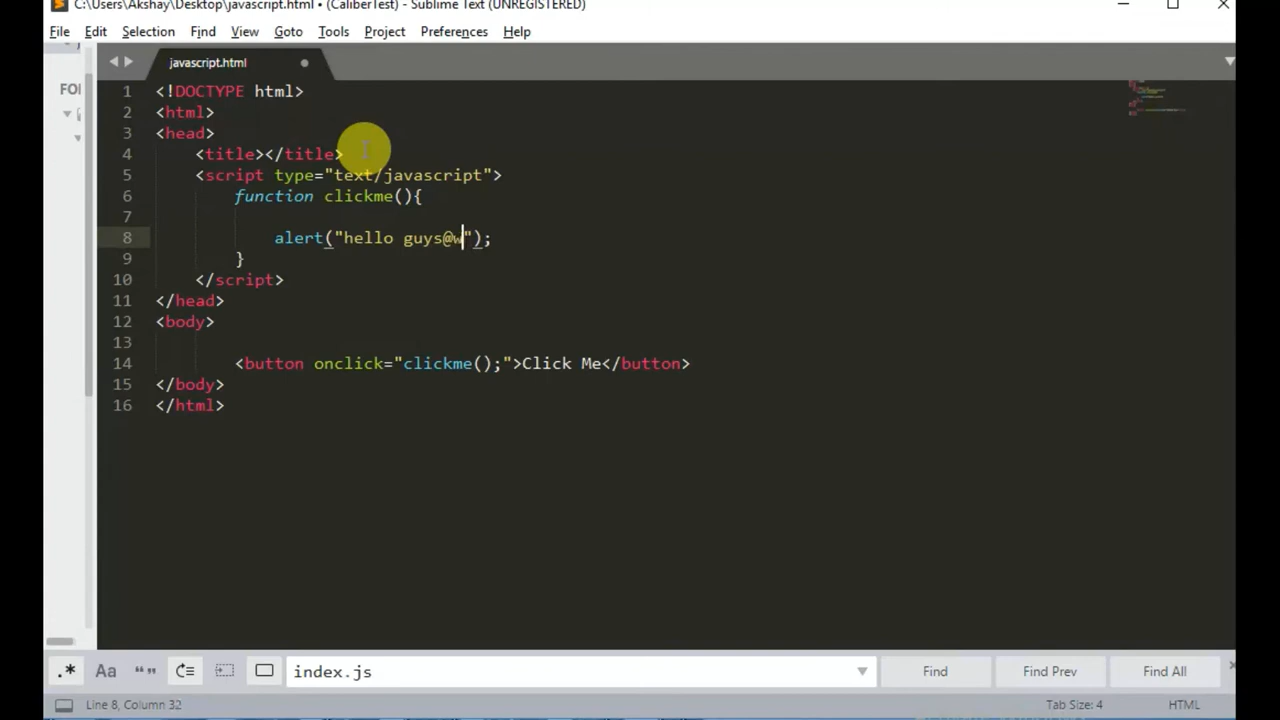 C:\Users\Akshay\Desktop\javascript.html • (CaliberTest) - Sublime Text (UNREGISTERED)
File Edit Selection Find View Goto Tools Project Preferences Help
javascript.html
FOI
1 <!DOCTYPE html>
2 <html>
3 <head>
4 <title></title>
5 <script type="text/javascript">
6 function clickme(){
7
8 alert("hello guys@w");
9 }
10 </script>
11 </head>
12 <body>
13
14 <button onclick="clickme();">Click Me</button>
15 </body>
16 </html>
.* Aa “” index.js Find Find Prev Find All
Line 8, Column 32 Tab Size: 4 HTML